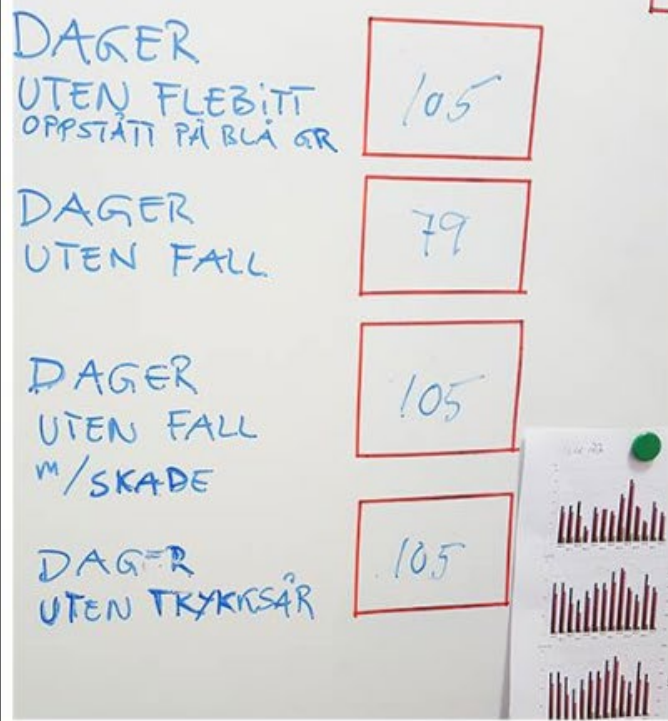 DAGER
UTEN FLEBITT
OPPSTÅTT PÅ BLÅ GR
105
DAGER
UTEN FALL
79
DAGER
UTEN FALL
m/SKADE
105
DAGER
UTEN TRYKKSÅR
105